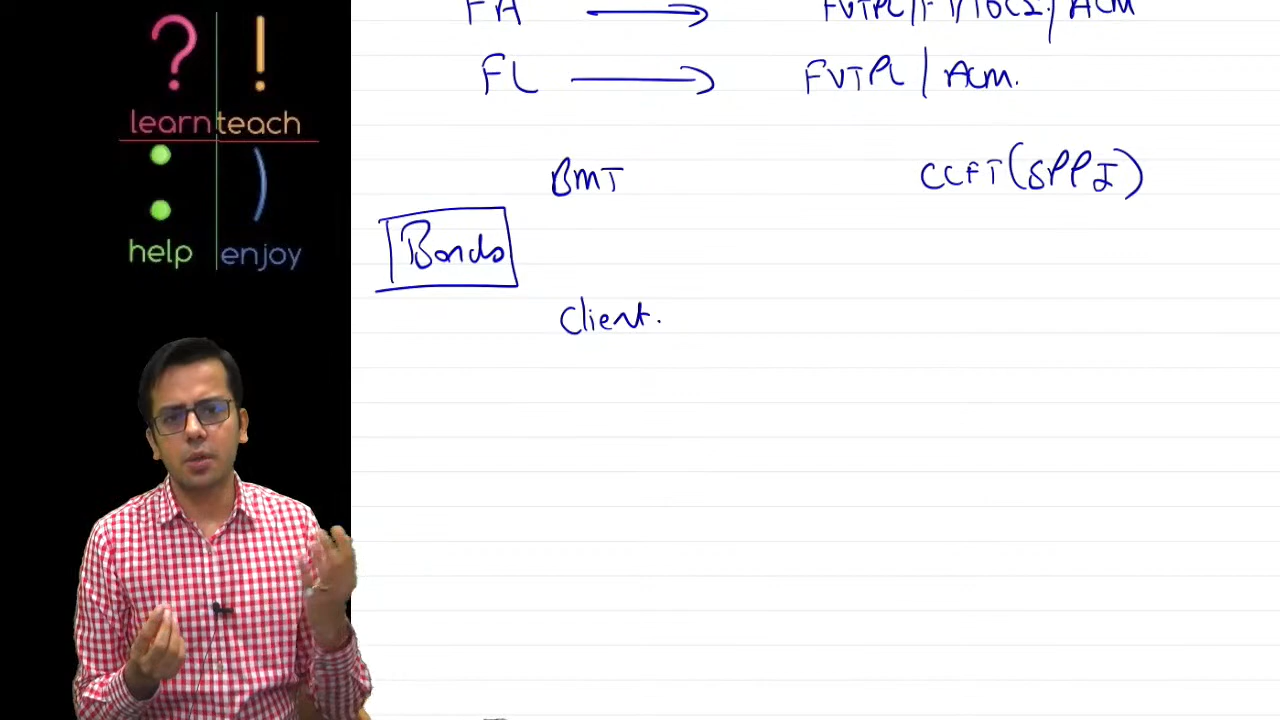 ? !
learn teach
: )
help enjoy
FA → FVTPL/FVTOCI/ACM
FL → FVTPL/ACM.
BMT CCFT(SPPI)
Bonds
Client.